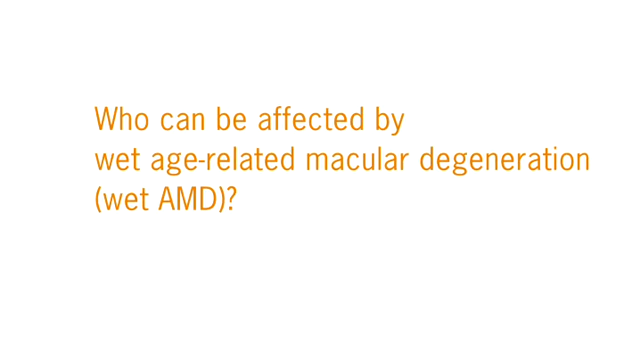 Who can be affected by
wet age-related macular degeneration
(wet AMD)?